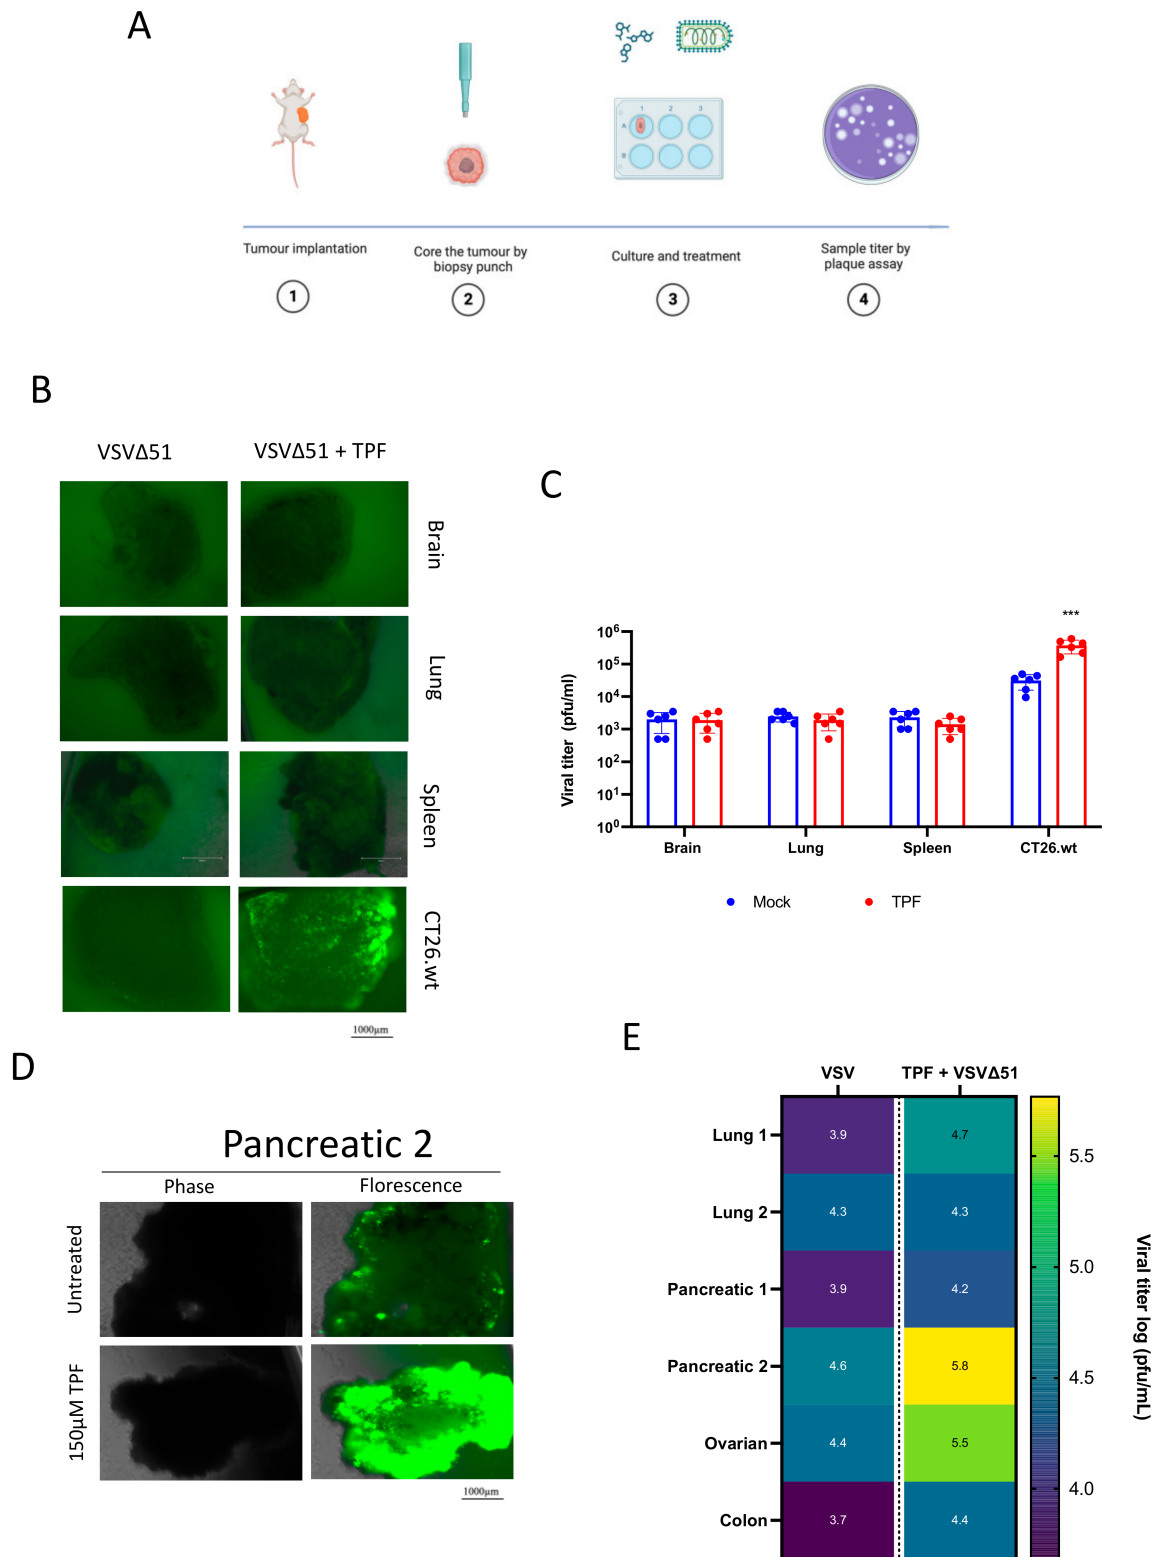 A
1 2 3
A
B
Tumour implantation
Core the tumour by
biopsy punch
Culture and treatment
Sample titer by
plaque assay
1
2
3
4
B
VSVΔ51
VSVΔ51 + TPF
Brain
Lung
Spleen
CT26.wt
1000µm
C
***
Viral titer (pfu/ml)
10⁶
10⁵
10⁴
10³
10²
10¹
10⁰
Brain
Lung
Spleen
CT26.wt
Mock
TPF
D
Pancreatic 2
Phase
Florescence
Untreated
150µM TPF
1000µm
E
VSV
TPF + VSVΔ51
Lung 1 3.9 4.7
Lung 2 4.3 4.3
Pancreatic 1 3.9 4.2
Pancreatic 2 4.6 5.8
Ovarian 4.4 5.5
Colon 3.7 4.4
5.5
5.0
4.5
4.0
Viral titer log (pfu/mL)